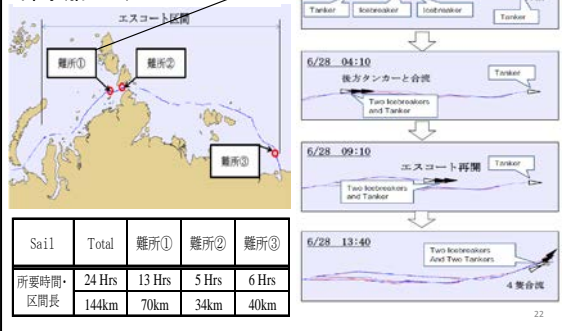 エスコート区間
難所①
難所②
難所③
Sail Total 難所① 難所② 難所③
所要時間・区間長 24 Hrs 13 Hrs 5 Hrs 6 Hrs
144km 70km 34km 40km
Tanker Icebreaker Icebreaker Tanker
6/28 04:10
後方タンカーと合流
Tanker
Two Icebreakers
and Tanker
6/28 09:10
エスコート再開
Tanker
Two Icebreakers
and Tanker
6/28 13:40
Two Icebreakers
And Two Tankers
4隻合流
22